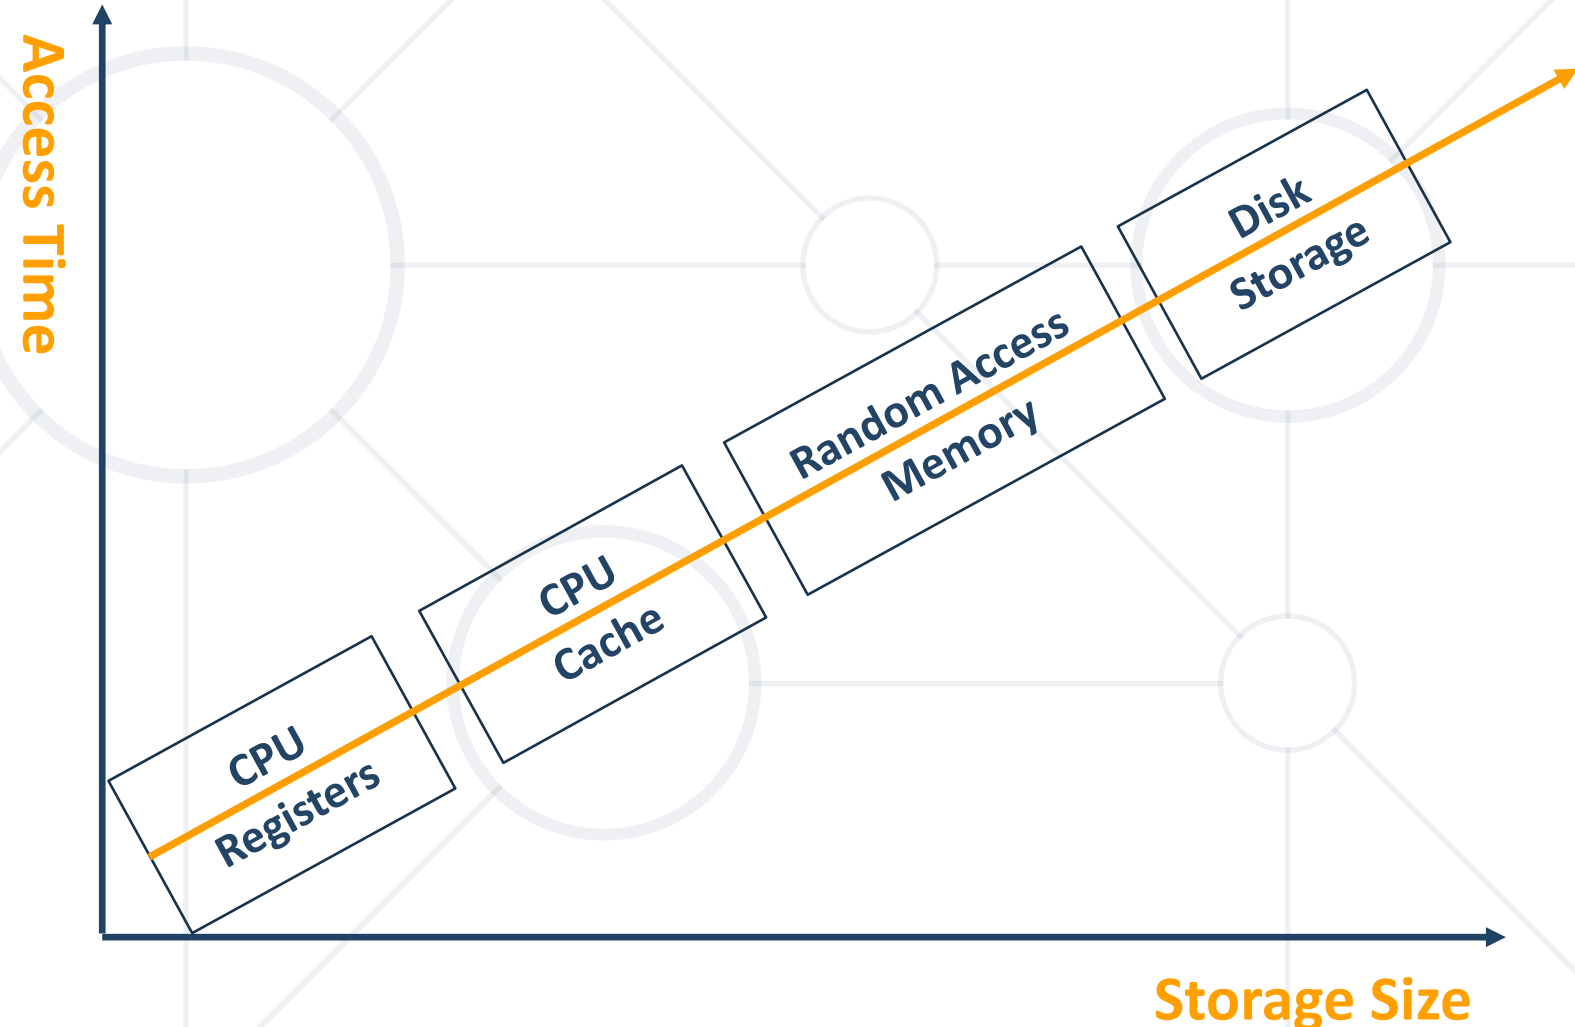 Access Time
Disk
Storage
Random Access
Memory
CPU
Cache
CPU
Registers
Storage Size